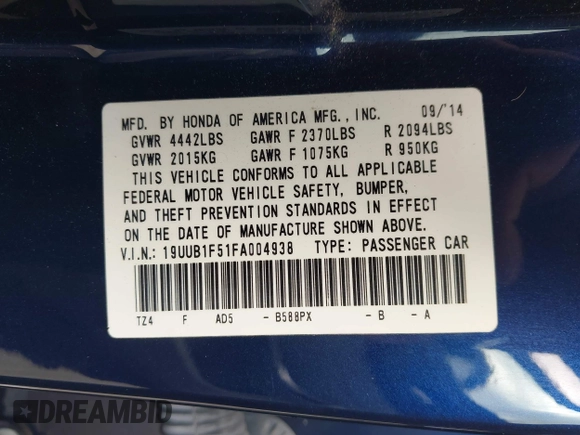 MFD. BY HONDA OF AMERICA MFG., INC. 09/'14
GVWR 4442LBS GAWR F 2370LBS R 2094LBS
GVWR 2015KG GAWR F 1075KG R 950KG
THIS VEHICLE CONFORMS TO ALL APPLICABLE
FEDERAL MOTOR VEHICLE SAFETY, BUMPER,
AND THEFT PREVENTION STANDARDS IN EFFECT
ON THE DATE OF MANUFACTURE SHOWN ABOVE.
V.I.N.: 19UUB1F51FA004938 TYPE: PASSENGER CAR
TZ4 F AD5 - B588PX - B - A
DREAMBID